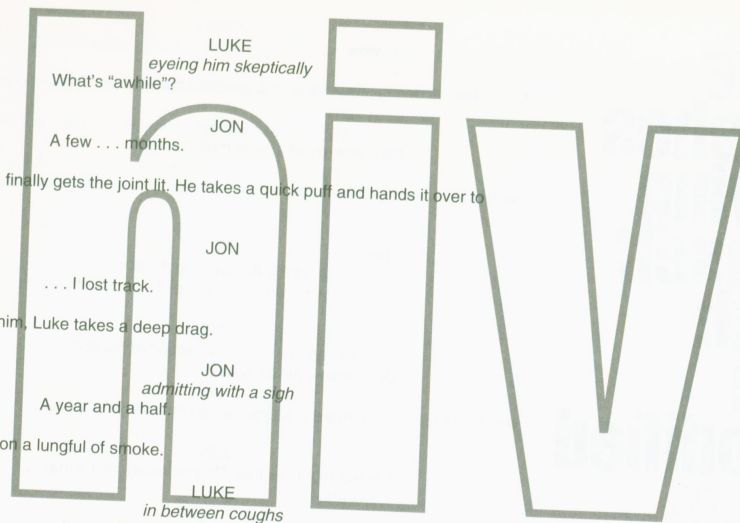 hiv
LUKE
eyeing him skeptically
What's "awhile"?
JON
A few . . . months.
finally gets the joint lit. He takes a quick puff and hands it over to
JON
. . . I lost track.
him, Luke takes a deep drag.
JON
admitting with a sigh
A year and a half.
on a lungful of smoke.
LUKE
in between coughs